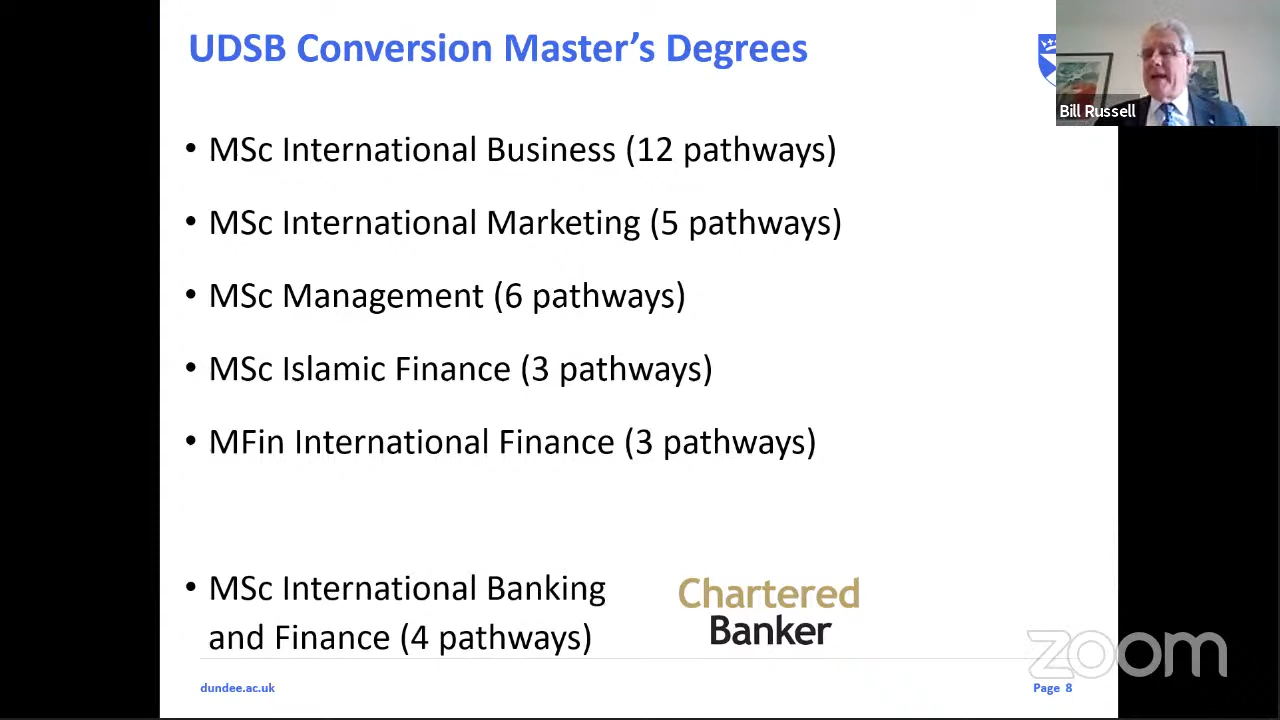 UDSB Conversion Master's Degrees
Bill Russell
• MSc International Business (12 pathways)
• MSc International Marketing (5 pathways)
• MSc Management (6 pathways)
• MSc Islamic Finance (3 pathways)
• MFin International Finance (3 pathways)
• MSc International Banking
and Finance (4 pathways)
Chartered
Banker
zoom
dundee.ac.uk
Page 8